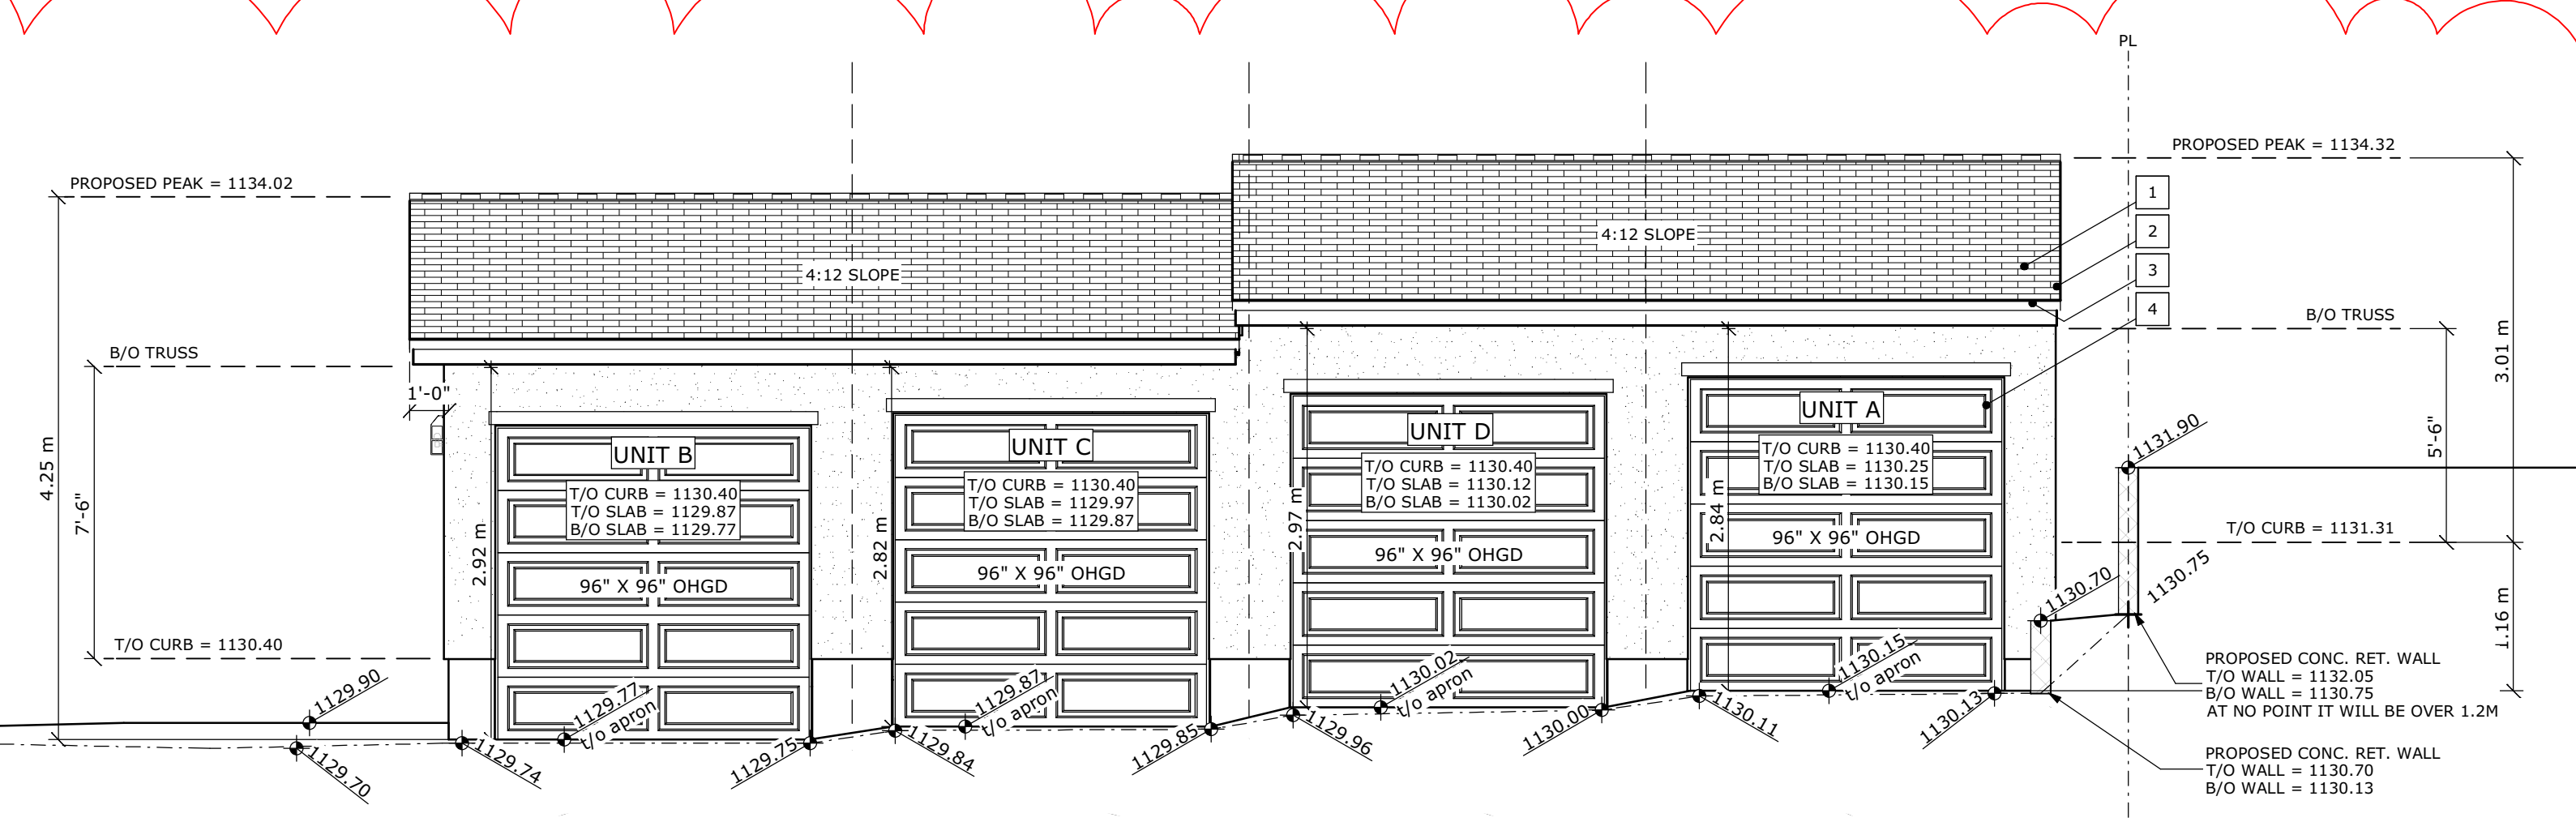 PL
PROPOSED PEAK = 1134.02
PROPOSED PEAK = 1134.32
1
2
3
4
4:12 SLOPE
4:12 SLOPE
B/O TRUSS
B/O TRUSS
1'-0"
4.25 m
7'-6"
2.92 m
2.82 m
2.97 m
2.84 m
3.01 m
5'-6"
1.16 m
UNIT B
T/O CURB = 1130.40
T/O SLAB = 1129.87
B/O SLAB = 1129.77
96" X 96" OHGD
UNIT C
T/O CURB = 1130.40
T/O SLAB = 1129.97
B/O SLAB = 1129.87
96" X 96" OHGD
UNIT D
T/O CURB = 1130.40
T/O SLAB = 1130.12
B/O SLAB = 1130.02
96" X 96" OHGD
UNIT A
T/O CURB = 1130.40
T/O SLAB = 1130.25
B/O SLAB = 1130.15
96" X 96" OHGD
1131.90
T/O CURB = 1131.31
1130.70
1130.75
T/O CURB = 1130.40
1129.90
1129.70
1129.74
1129.77
t/o apron
1129.75
1129.84
1129.87
t/o apron
1129.85
1129.96
1130.02
t/o apron
1130.00
1130.11
1130.15
t/o apron
1130.13
PROPOSED CONC. RET. WALL
T/O WALL = 1132.05
B/O WALL = 1130.75
AT NO POINT IT WILL BE OVER 1.2M
PROPOSED CONC. RET. WALL
T/O WALL = 1130.70
B/O WALL = 1130.13